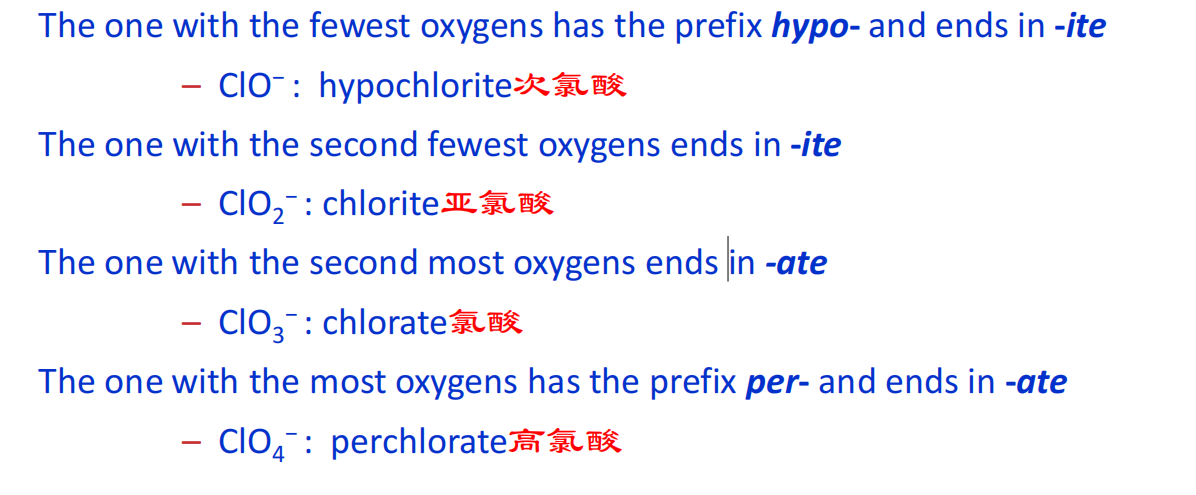 The one with the fewest oxygens has the prefix hypo- and ends in -ite
– ClO⁻ : hypochlorite次氯酸
The one with the second fewest oxygens ends in -ite
– ClO₂⁻ : chlorite亚氯酸
The one with the second most oxygens ends in -ate
– ClO₃⁻ : chlorate氯酸
The one with the most oxygens has the prefix per- and ends in -ate
– ClO₄⁻ : perchlorate高氯酸